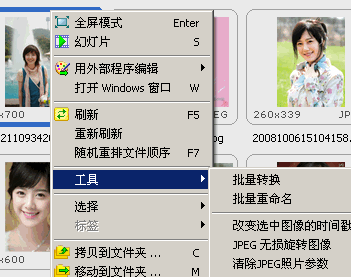 全屏模式 Enter
幻灯片 S
用外部程序编辑
打开 Windows 窗口 W
x700
EG
260x339 JPEG
刷新 F5
211093420
pg
2008100615104158.
重新刷新
随机重排文件顺序 F7
工具
批量转换
批量重命名
选择
标签
改变选中图像的时间戳
JPEG 无损旋转图像
拷贝到文件夹 ... C
清除JPEG照片参数
x700
移动到文件夹 ... M